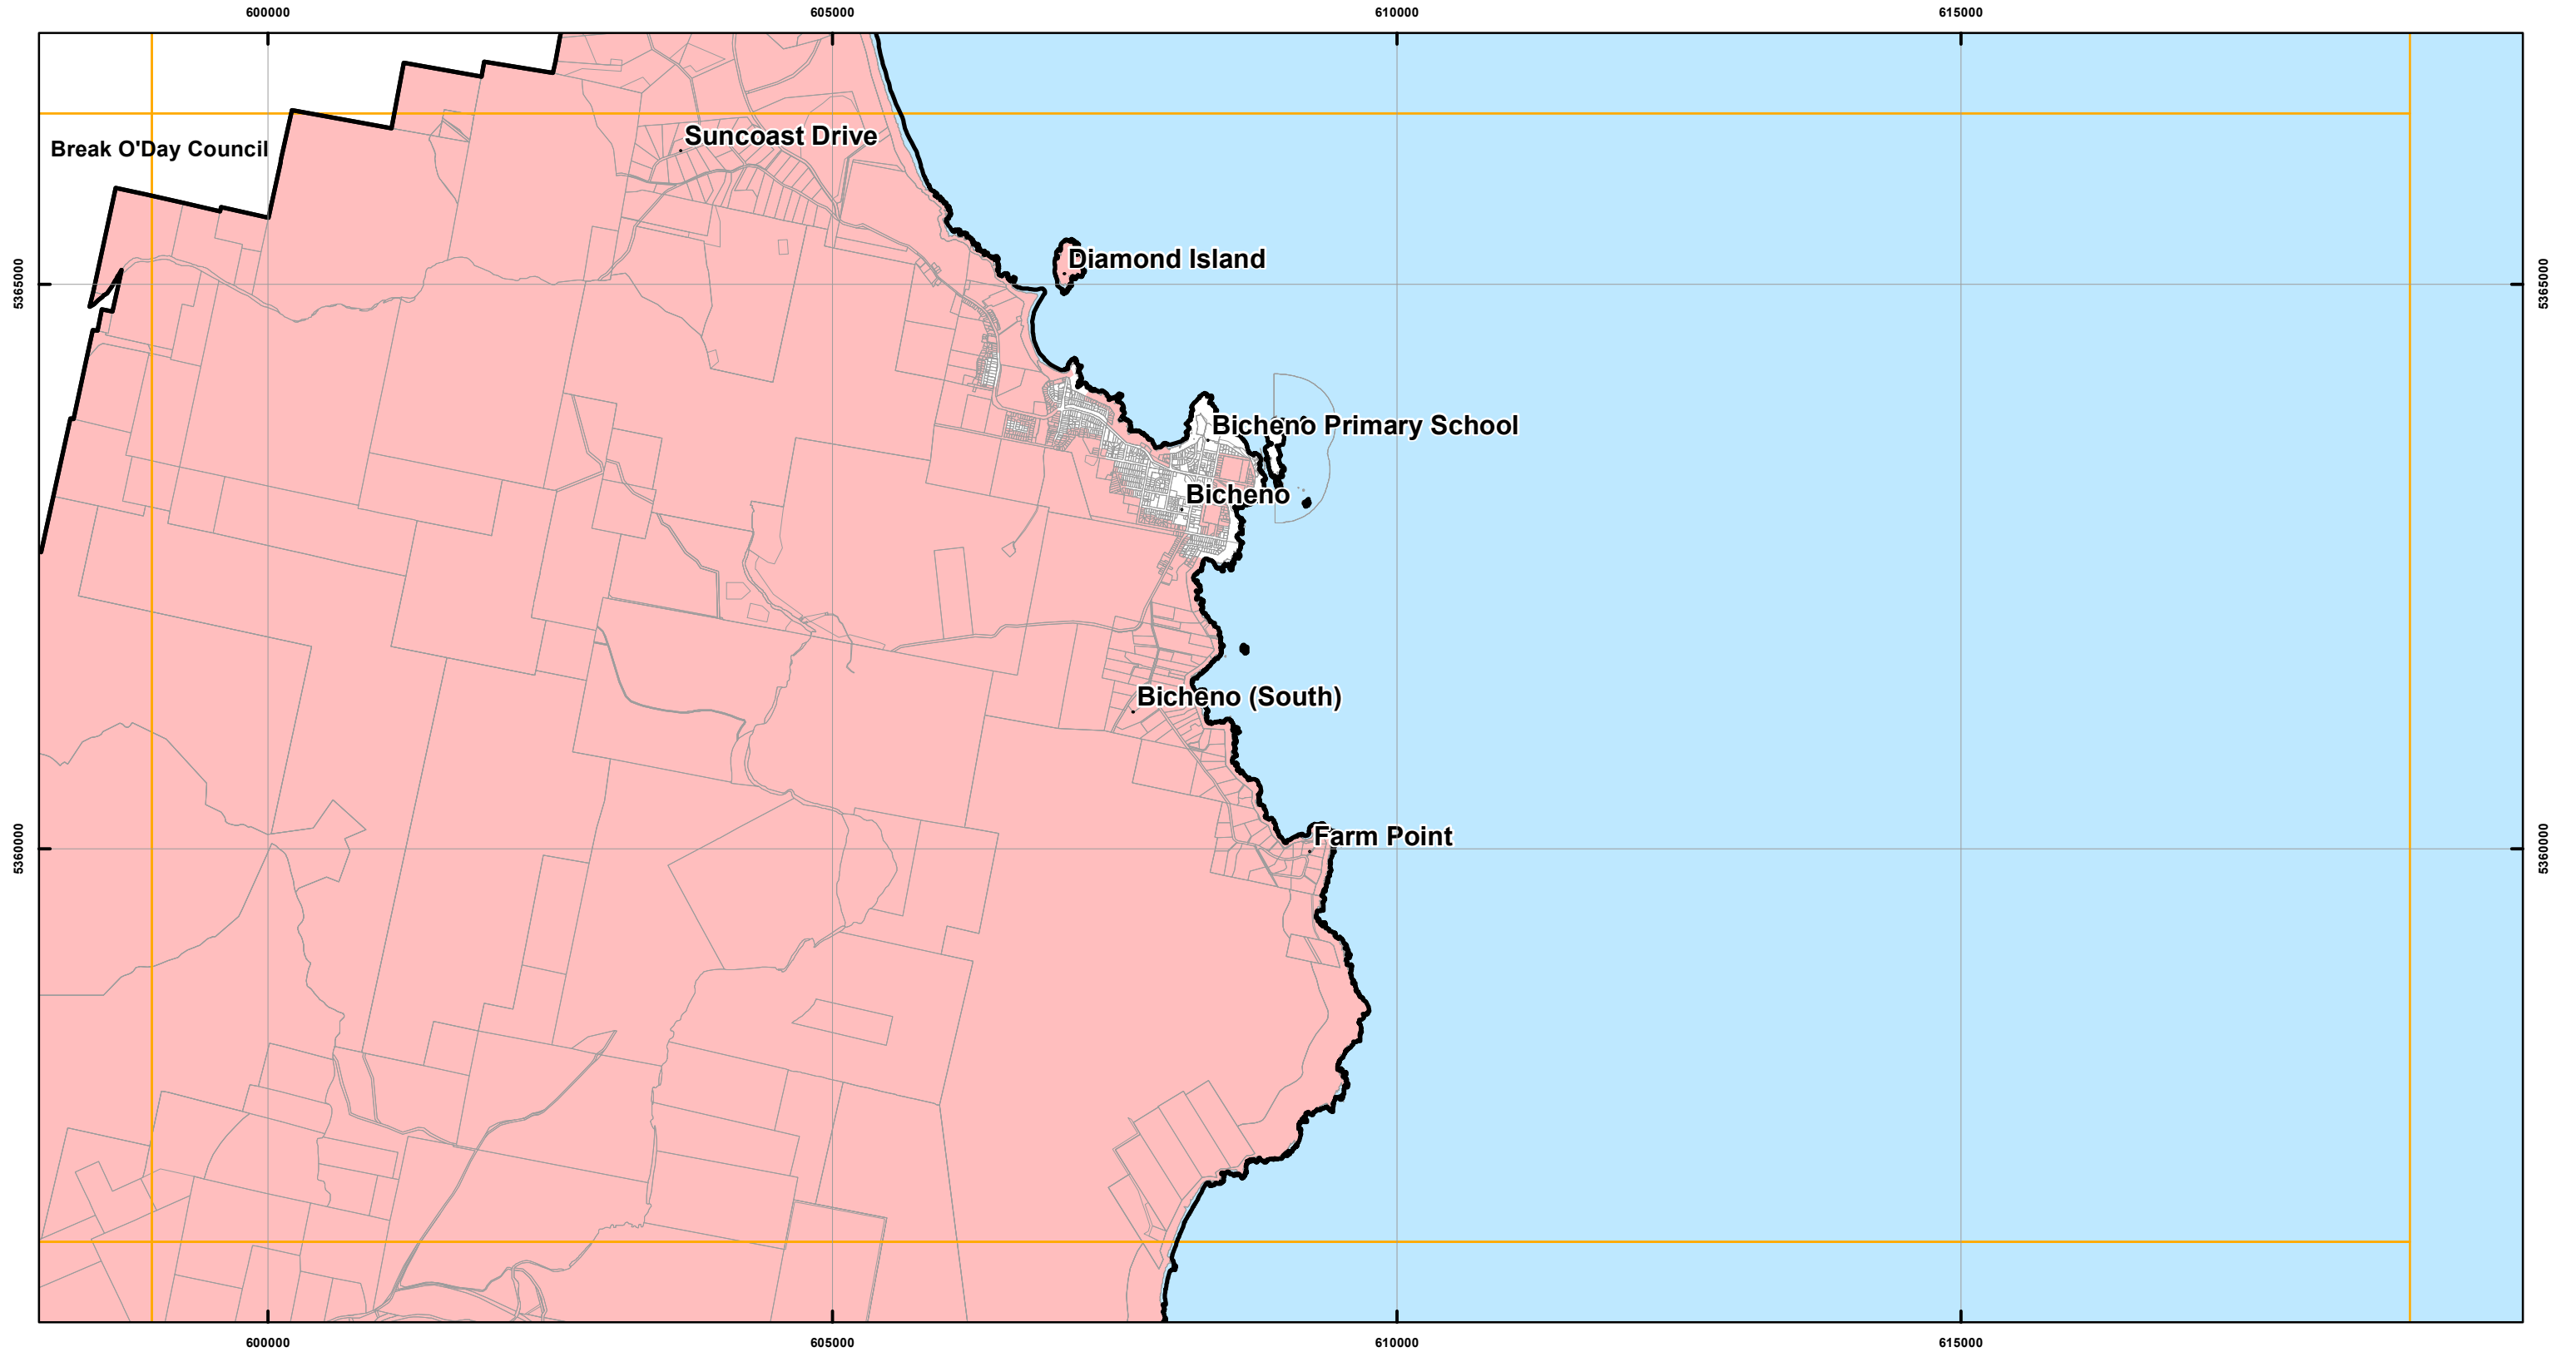 600000
605000
610000
615000
Suncoast Drive
Break O'Day Council
Diamond Island
5365000
5365000
Bicheno Primary School
Bicheno
Bicheno (South)
Farm Point
5360000
5360000
600000
605000
610000
615000